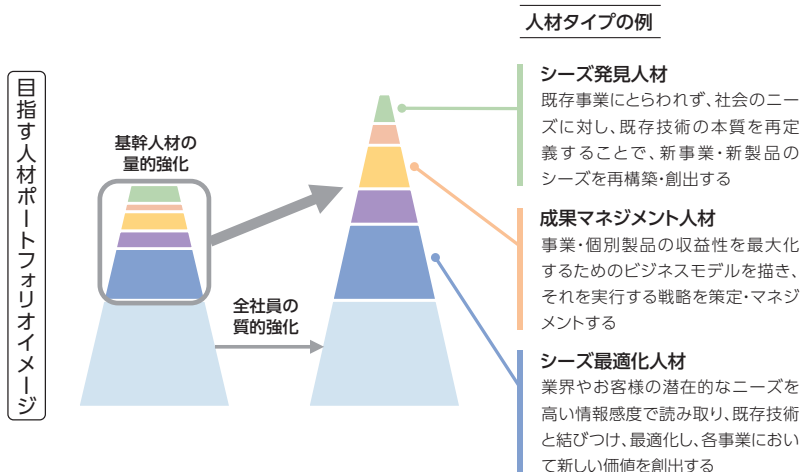 人材タイプの例
目指す人材ポートフォリオイメージ
基幹人材の
量的強化
全社員の
質的強化
シーズ発見人材
既存事業にとらわれず、社会のニー
ズに対し、既存技術の本質を再定
義することで、新事業・新製品の
シーズを再構築・創出する
成果マネジメント人材
事業・個別製品の収益性を最大化
するためのビジネスモデルを描き、
それを実行する戦略を策定・マネジ
メントする
シーズ最適化人材
業界やお客様の潜在的なニーズを
高い情報感度で読み取り、既存技術
と結びつけ、最適化し、各事業におい
て新しい価値を創出する